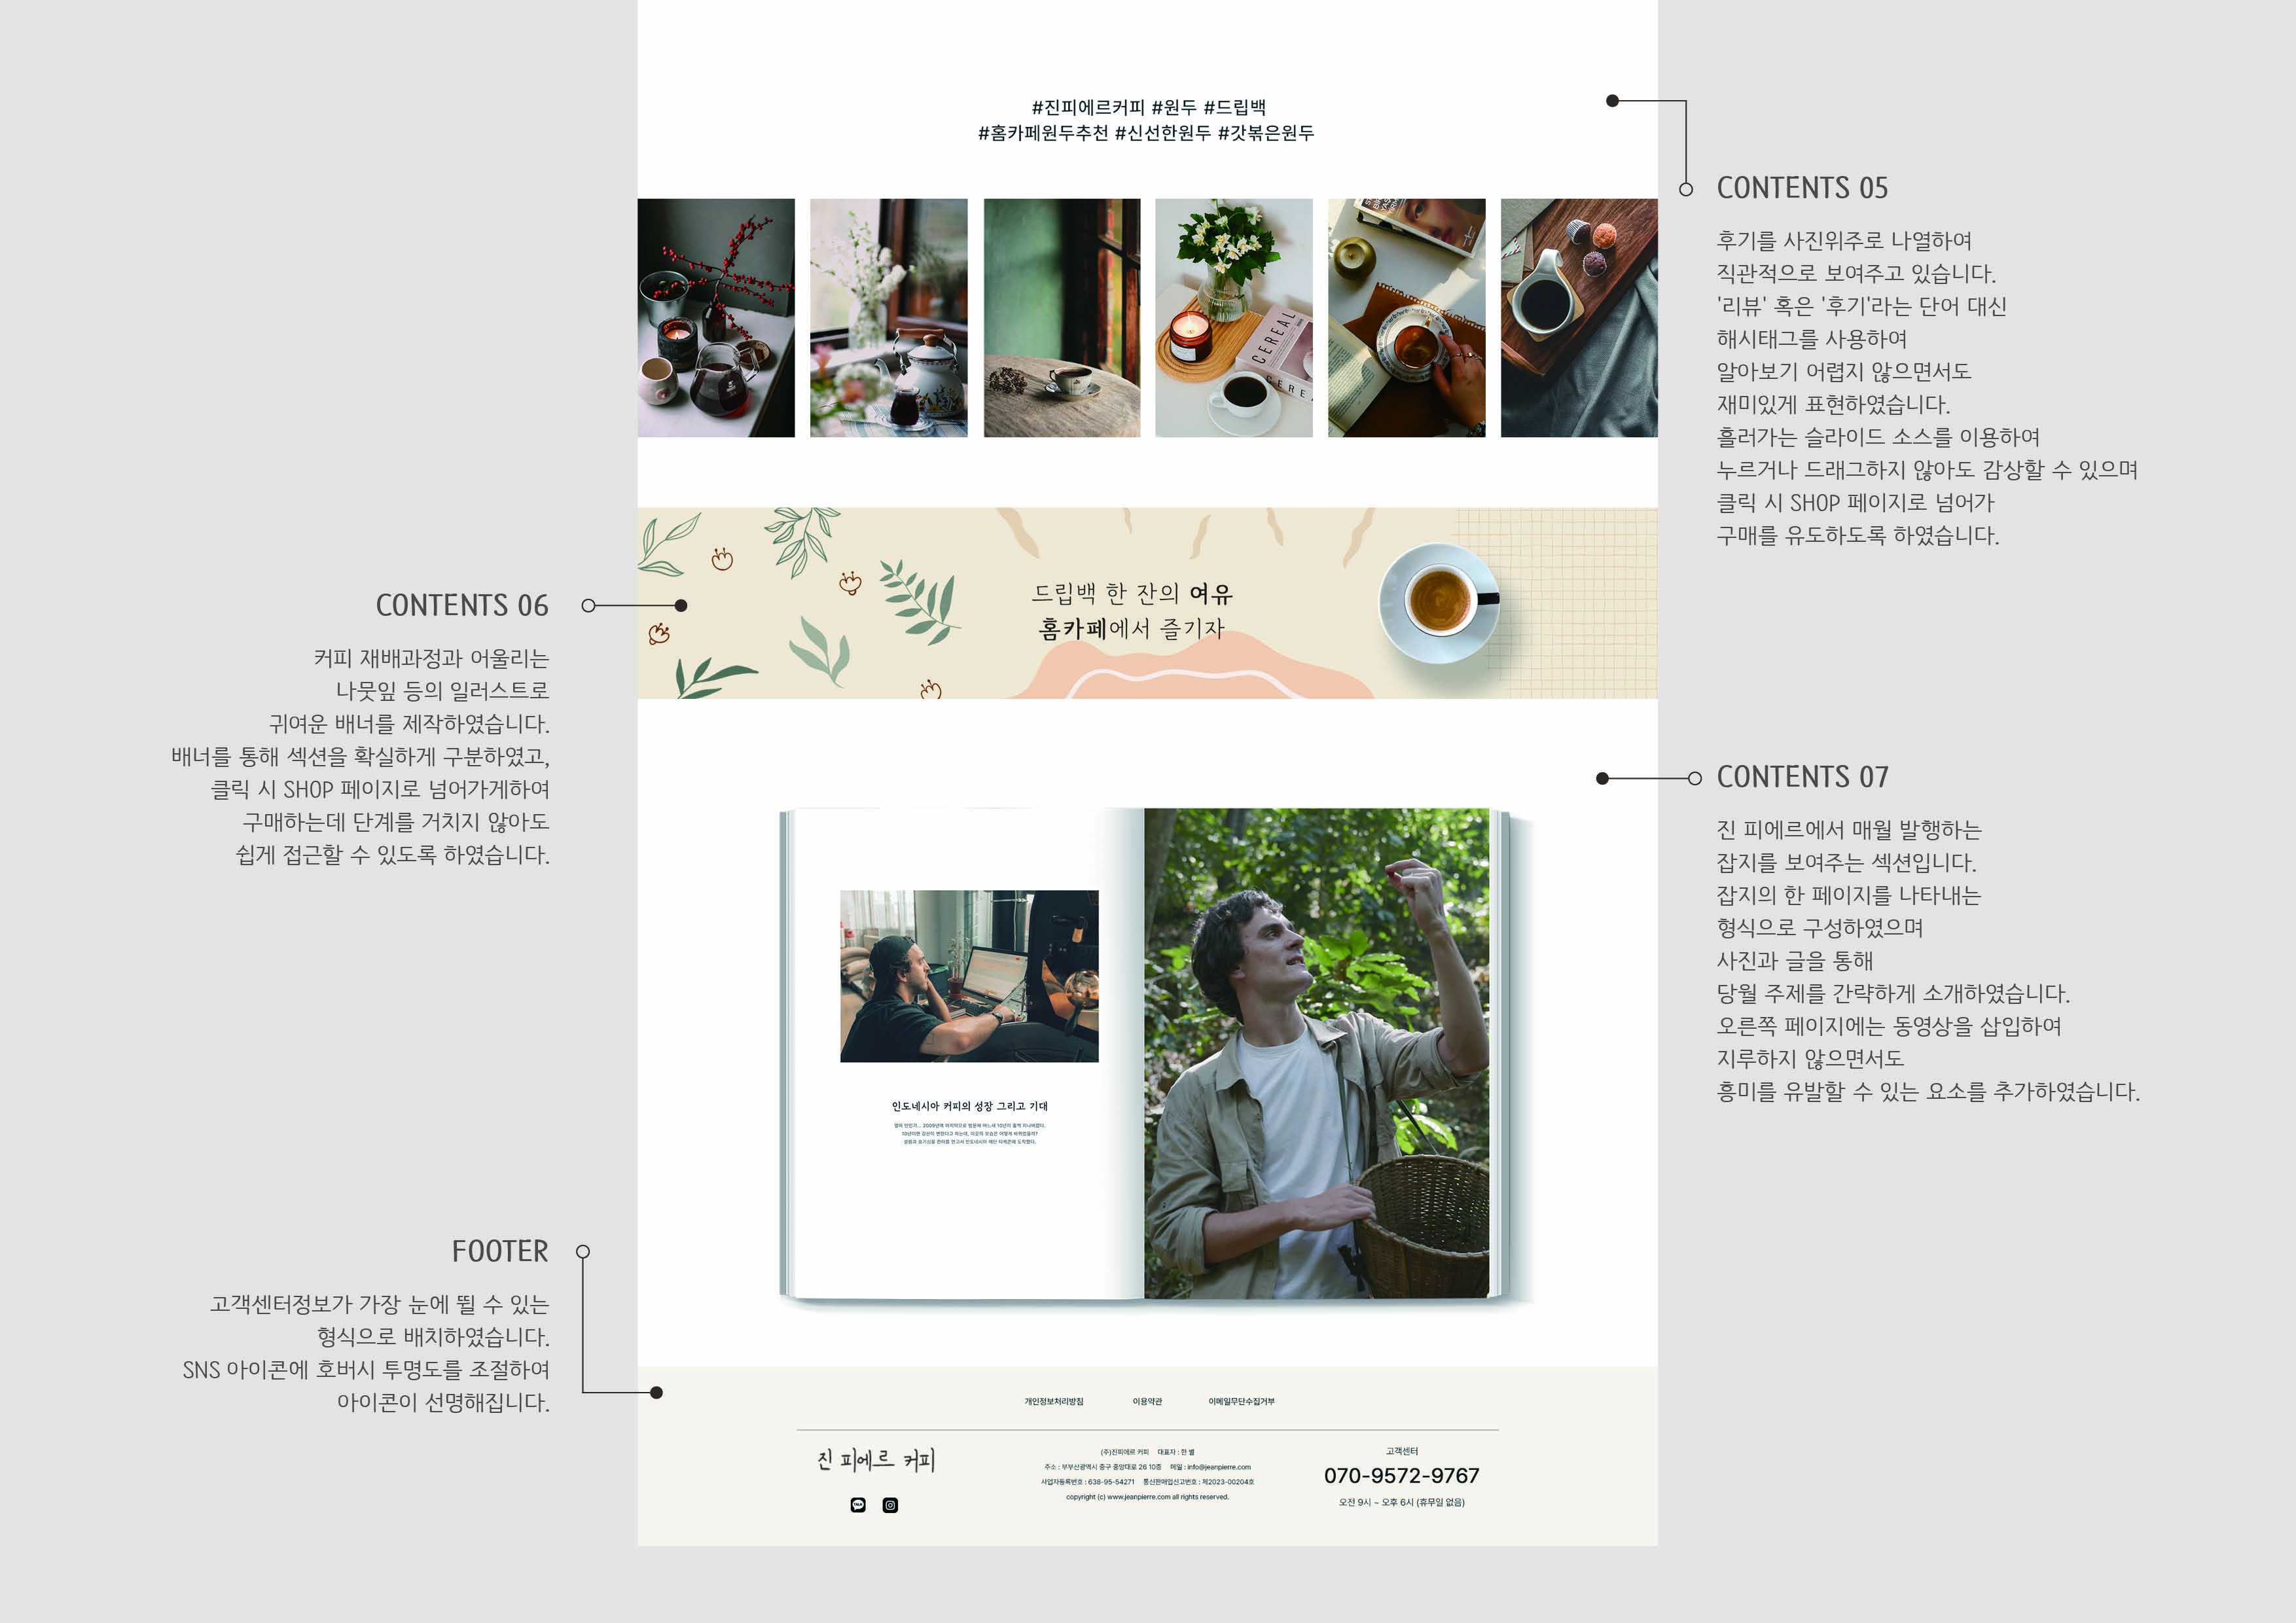 #진피에르커피 #원두 #드립백
#홈카페원두추천 #신선한원두 #갓볶은원두
CONTENTS 05
후기를 사진위주로 나열하여
직관적으로 보여주고 있습니다.
'리뷰' 혹은 '후기'라는 단어 대신
해시태그를 사용하여
알아보기 어렵지 않으면서도
재미있게 표현하였습니다.
흘러가는 슬라이드 소스를 이용하여
누르거나 드래그하지 않아도 감상할 수 있으며
클릭 시 SHOP 페이지로 넘어가
구매를 유도하도록 하였습니다.
CEREAL
CERE
드립백 한 잔의 여유
홈카페에서 즐기자
CONTENTS 06
커피 재배과정과 어울리는
나뭇잎 등의 일러스트로
귀여운 배너를 제작하였습니다.
배너를 통해 섹션을 확실하게 구분하였고,
클릭 시 SHOP 페이지로 넘어가게하여
구매하는데 단계를 거치지 않아도
쉽게 접근할 수 있도록 하였습니다.
CONTENTS 07
진 피에르에서 매월 발행하는
잡지를 보여주는 섹션입니다.
잡지의 한 페이지를 나타내는
형식으로 구성하였으며
사진과 글을 통해
당월 주제를 간략하게 소개하였습니다.
오른쪽 페이지에는 동영상을 삽입하여
지루하지 않으면서도
흥미를 유발할 수 있는 요소를 추가하였습니다.
인도네시아 커피의 성장 그리고 기대
FOOTER
고객센터정보가 가장 눈에 띌 수 있는
형식으로 배치하였습니다.
SNS 아이콘에 호버시 투명도를 조절하여
아이콘이 선명해집니다.
개인정보처리방침 이용약관 이메일무단수집거부
진 피에르 커피
(주)진피에르 커피 대표자 : 한 별
주소 : 부부산광역시 중구 중앙대로 26 10층 메일 : info@jeanpierre.com
사업자등록번호 : 638-95-54271 통신판매업신고번호 : 제2023-00204호
copyright (c) www.jeanpierre.com all rights reserved.
고객센터
070-9572-9767
오전 9시 ~ 오후 6시 (휴무일 없음)